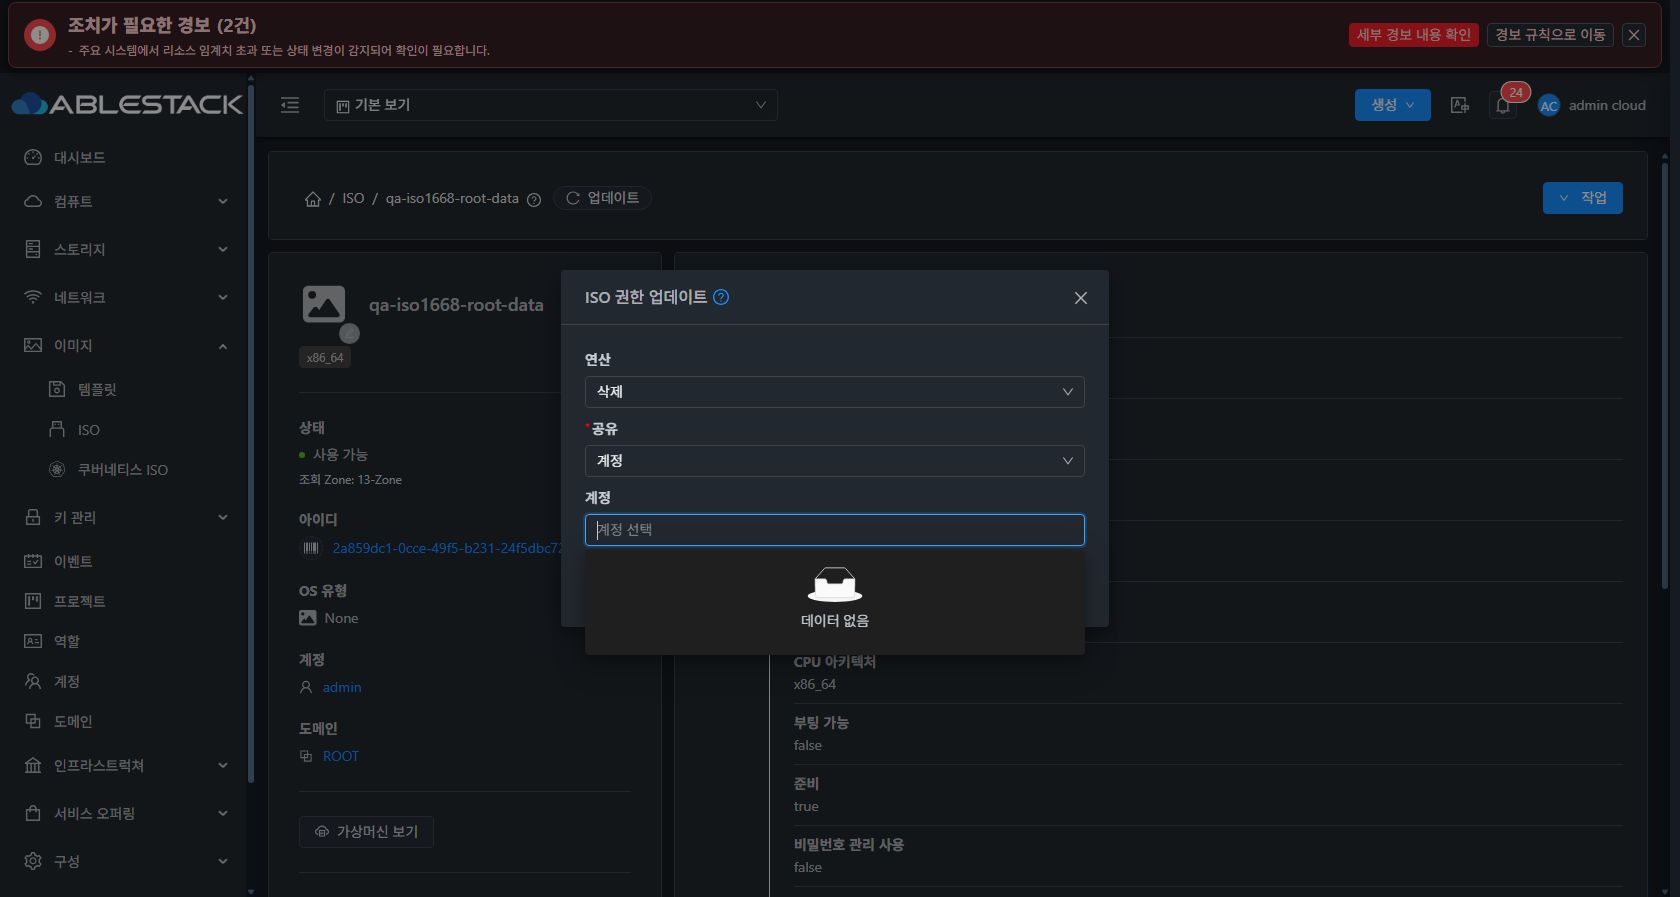 조치가 필요한 경보 (2건)
- 주요 시스템에서 리소스 임계치 초과 또는 상태 변경이 감지되어 확인이 필요합니다.
세부 경보 내용 확인
경보 규칙으로 이동
ABLESTACK
기본 보기
생성
24
AC
admin cloud
대시보드
컴퓨트
스토리지
네트워크
이미지
템플릿
ISO
쿠버네티스 ISO
키 관리
이벤트
프로젝트
역할
계정
도메인
인프라스트럭쳐
서비스 오퍼링
구성
/ ISO / qa-iso1668-root-data
업데이트
작업
qa-iso1668-root-data
x86_64
상태
사용 가능
조회 Zone: 13-Zone
아이디
2a859dc1-0cce-49f5-b231-24f5dbc72
OS 유형
None
계정
admin
도메인
ROOT
가상머신 보기
ISO 권한 업데이트
연산
삭제
*공유
계정
계정
계정 선택
데이터 없음
CPU 아키텍처
x86_64
부팅 가능
false
준비
true
비밀번호 관리 사용
false